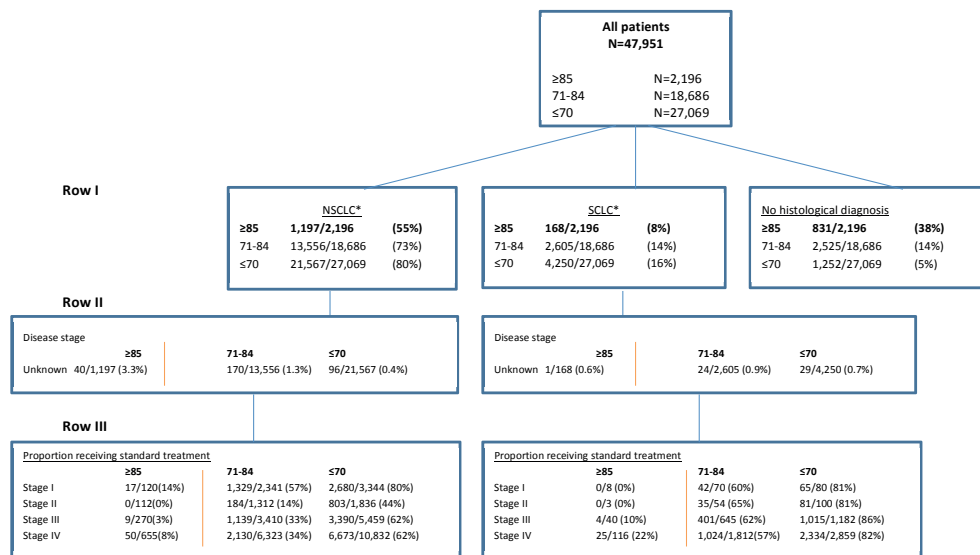 All patients
N=47,951
≥85 N=2,196
71-84 N=18,686
≤70 N=27,069
Row I
NSCLC*
≥85 1,197/2,196 (55%)
71-84 13,556/18,686 (73%)
≤70 21,567/27,069 (80%)
SCLC*
≥85 168/2,196 (8%)
71-84 2,605/18,686 (14%)
≤70 4,250/27,069 (16%)
No histological diagnosis
≥85 831/2,196 (38%)
71-84 2,525/18,686 (14%)
≤70 1,252/27,069 (5%)
Row II
Disease stage
≥85 71-84 ≤70
Unknown 40/1,197 (3.3%) 170/13,556 (1.3%) 96/21,567 (0.4%)
Disease stage
≥85 71-84 ≤70
Unknown 1/168 (0.6%) 24/2,605 (0.9%) 29/4,250 (0.7%)
Row III
Proportion receiving standard treatment
≥85 71-84 ≤70
Stage I 17/120(14%) 1,329/2,341 (57%) 2,680/3,344 (80%)
Stage II 0/112(0%) 184/1,312 (14%) 803/1,836 (44%)
Stage III 9/270(3%) 1,139/3,410 (33%) 3,390/5,459 (62%)
Stage IV 50/655(8%) 2,130/6,323 (34%) 6,673/10,832 (62%)
Proportion receiving standard treatment
≥85 71-84 ≤70
Stage I 0/8 (0%) 42/70 (60%) 65/80 (81%)
Stage II 0/3 (0%) 35/54 (65%) 81/100 (81%)
Stage III 4/40 (10%) 401/645 (62%) 1,015/1,182 (86%)
Stage IV 25/116 (22%) 1,024/1,812(57%) 2,334/2,859 (82%)